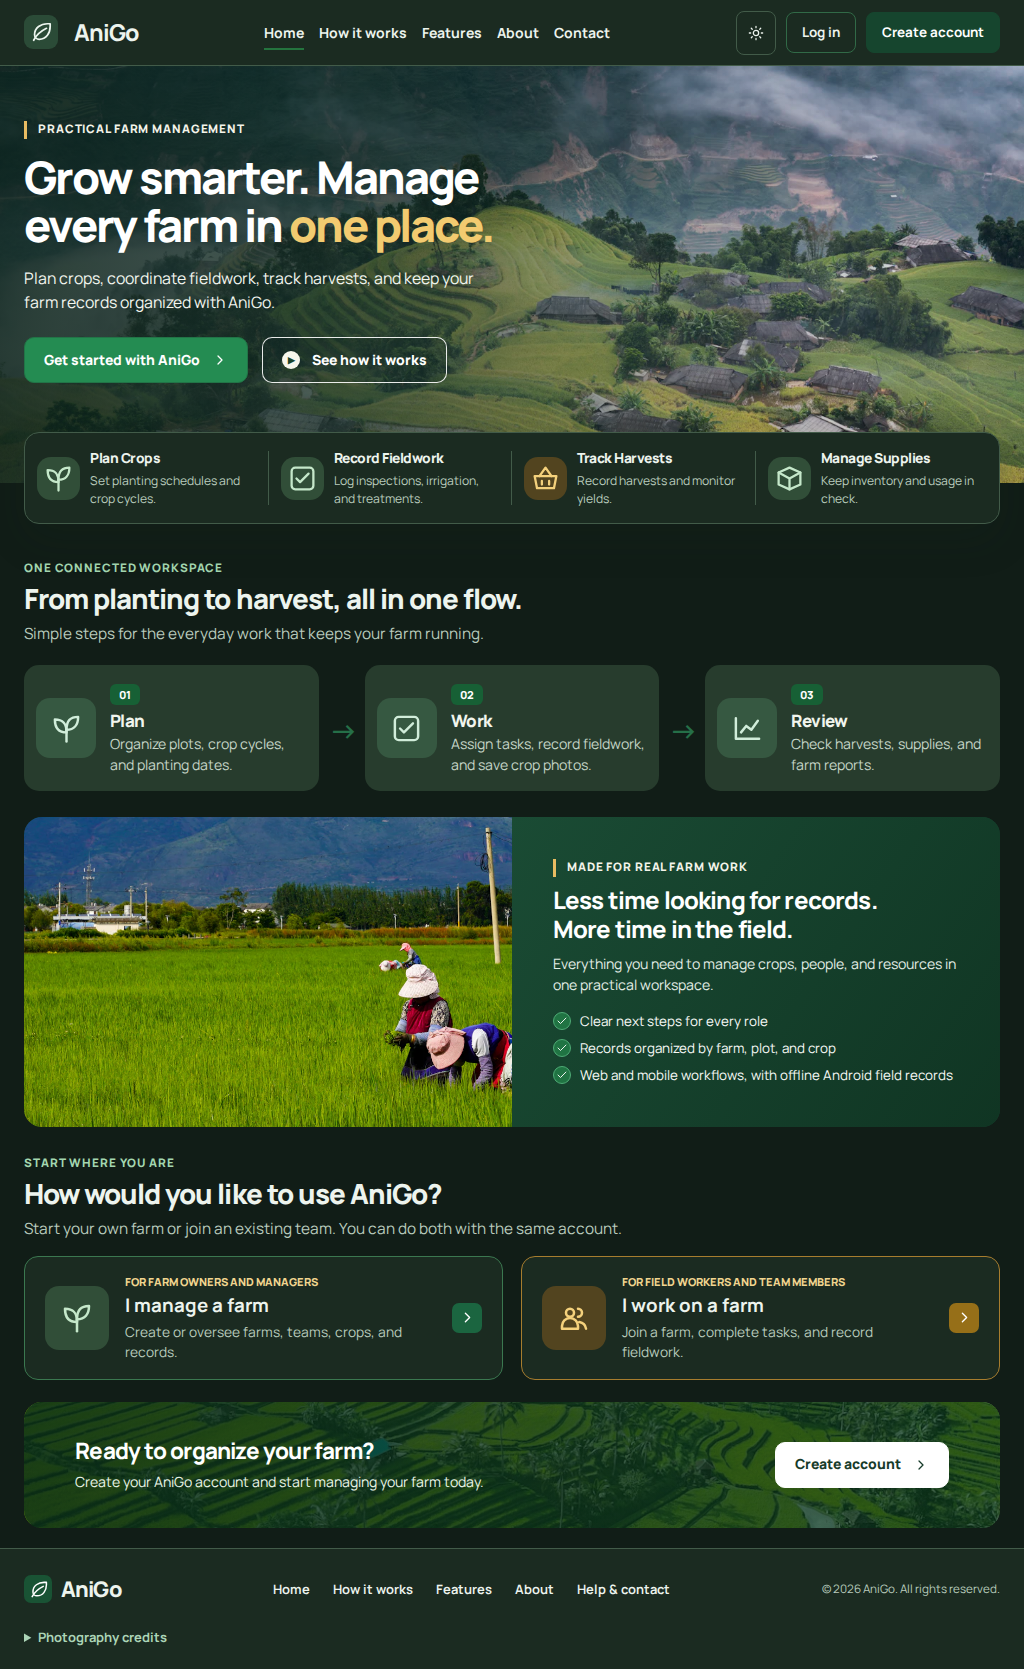 AniGo
Home How it works Features About Contact
Log in
Create account
PRACTICAL FARM MANAGEMENT
Grow smarter. Manage
every farm in one place.
Plan crops, coordinate fieldwork, track harvests, and keep your
farm records organized with AniGo.
Get started with AniGo
See how it works
Plan Crops
Set planting schedules and
crop cycles.
Record Fieldwork
Log inspections, irrigation,
and treatments.
Track Harvests
Record harvests and monitor
yields.
Manage Supplies
Keep inventory and usage in
check.
ONE CONNECTED WORKSPACE
From planting to harvest, all in one flow.
Simple steps for the everyday work that keeps your farm running.
01
Plan
Organize plots, crop cycles,
and planting dates.
02
Work
Assign tasks, record fieldwork,
and save crop photos.
03
Review
Check harvests, supplies, and
farm reports.
MADE FOR REAL FARM WORK
Less time looking for records.
More time in the field.
Everything you need to manage crops, people, and resources in
one practical workspace.
Clear next steps for every role
Records organized by farm, plot, and crop
Web and mobile workflows, with offline Android field records
START WHERE YOU ARE
How would you like to use AniGo?
Start your own farm or join an existing team. You can do both with the same account.
FOR FARM OWNERS AND MANAGERS
I manage a farm
Create or oversee farms, teams, crops, and
records.
FOR FIELD WORKERS AND TEAM MEMBERS
I work on a farm
Join a farm, complete tasks, and record
fieldwork.
Ready to organize your farm?
Create your AniGo account and start managing your farm today.
Create account
AniGo
Home How it works Features About Help & contact
© 2026 AniGo. All rights reserved.
Photography credits